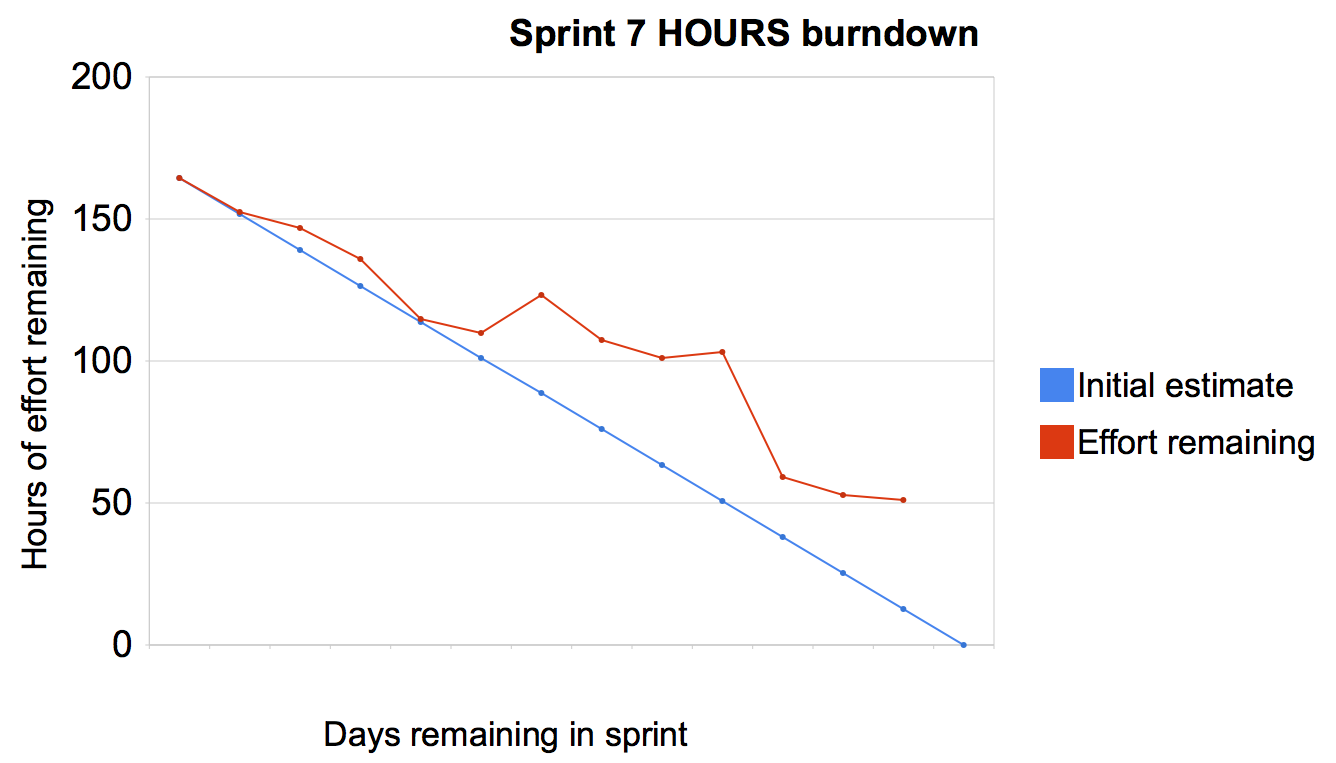 Sprint 7 HOURS burndown
200
150
100
50
0
Hours of effort remaining
Days remaining in sprint
Initial estimate
Effort remaining